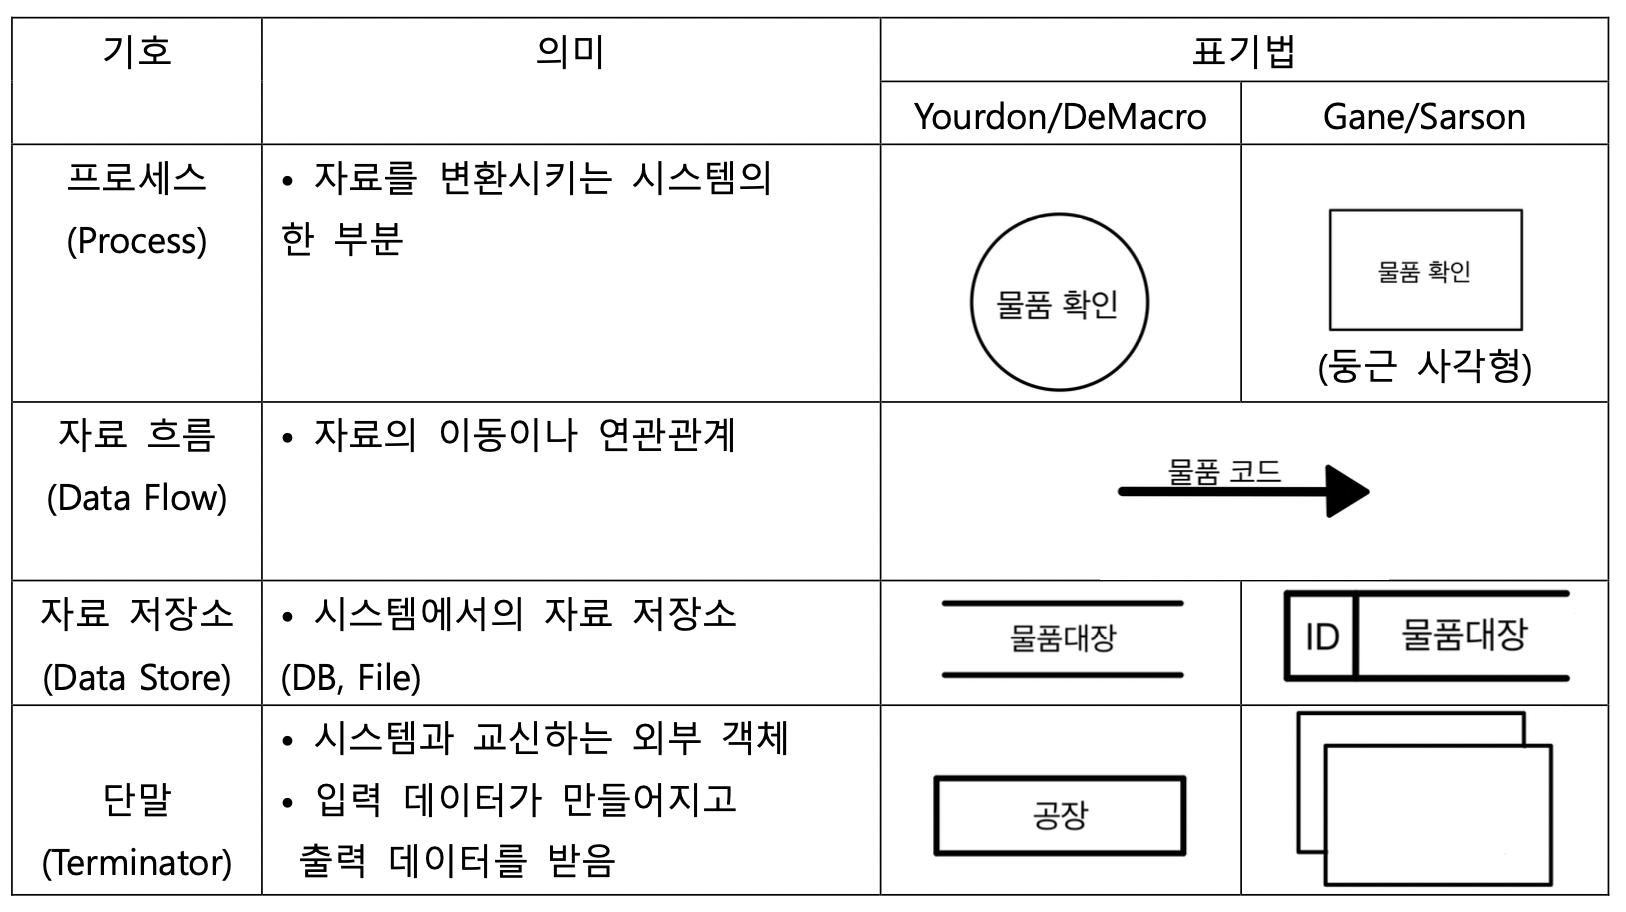 기호
의미
표기법
Yourdon/DeMacro
Gane/Sarson
프로세스
(Process)
• 자료를 변환시키는 시스템의
한 부분
물품 확인
물품 확인
(둥근 사각형)
자료 흐름
(Data Flow)
• 자료의 이동이나 연관관계
물품 코드
자료 저장소
(Data Store)
• 시스템에서의 자료 저장소
(DB, File)
물품대장
ID 물품대장
단말
(Terminator)
• 시스템과 교신하는 외부 객체
• 입력 데이터가 만들어지고
출력 데이터를 받음
공장